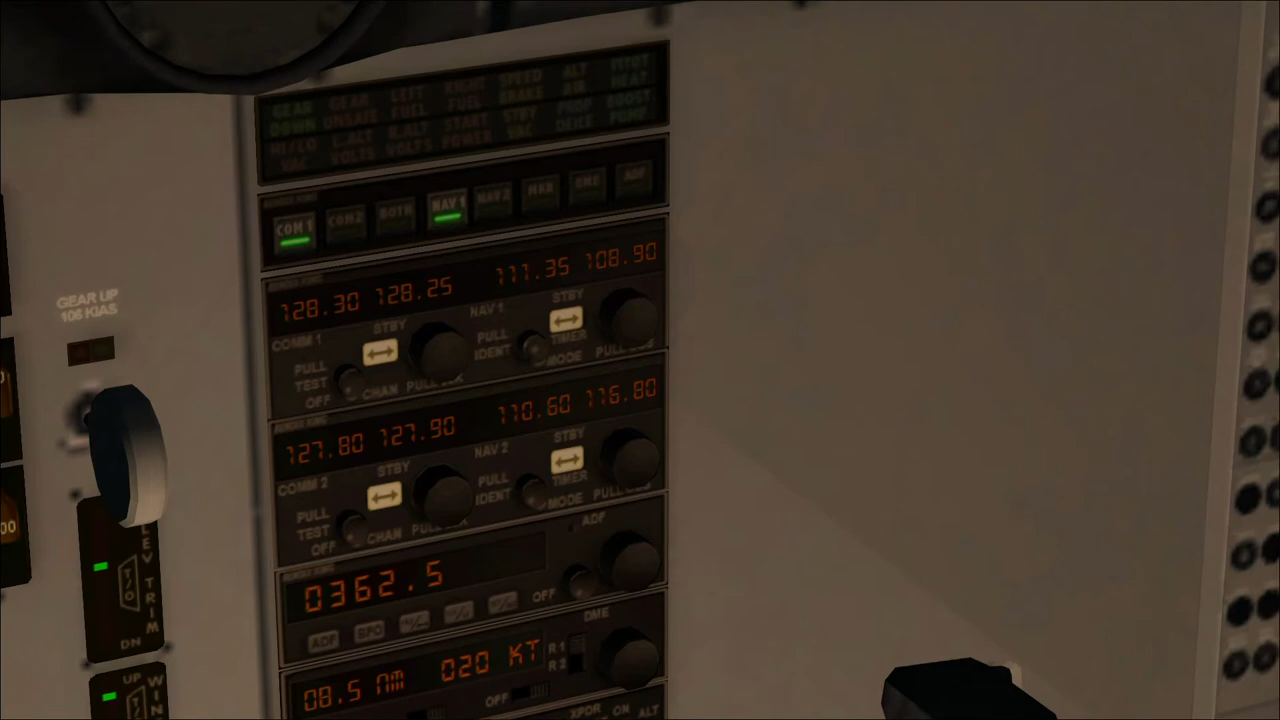 GEAR DOWN
GEAR UNSAFE
LEFT FUEL
RIGHT FUEL
SPEED BRAKE
ALT AIR
PITOT HEAT
HI/LO VAC
L.ALT VOLTS
R.ALT VOLTS
START POWER
STBY VAC
PROP DEICE
BOOST PUMP
COM 1 COM 2 BOTH NAV 1 NAV 2 MKR DME ADF
128.30 128.25 111.35 108.90
COMM 1 STBY NAV 1 STBY
PULL TEST OFF CHAN
PULL IDENT TIMER MODE
127.80 127.90 110.60 116.80
COMM 2 STBY NAV 2 STBY
PULL TEST OFF CHAN
PULL IDENT TIMER MODE
ADF
0362.5
OFF
ADF BFO
DME
08.5 nm 020 KT
R1
R2
OFF
XPDR ON ALT
GEAR UP
106 KIAS
00
T/O
TRIM
DN
UP